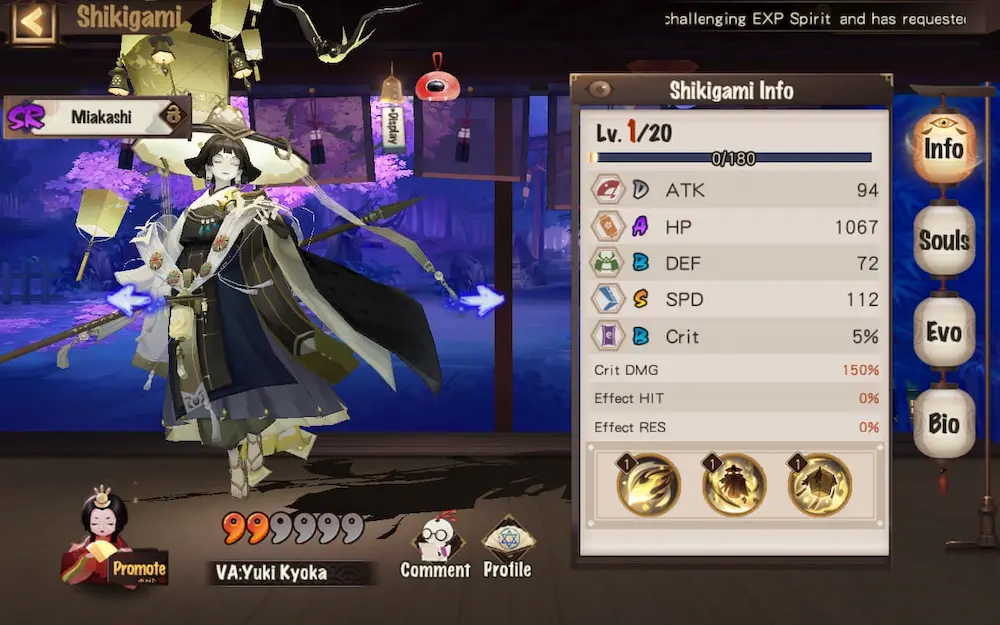 Shikigami
challenging EXP Spirit and has requested
SR Miakashi
Display
Shikigami Info
Lv. 1/20
0/180
D ATK 94
A HP 1067
B DEF 72
S SPD 112
B Crit 5%
Crit DMG 150%
Effect HIT 0%
Effect RES 0%
1 1 1
Info
Souls
Evo
Bio
Promote
VA:Yuki Kyoka
Comment
Profile